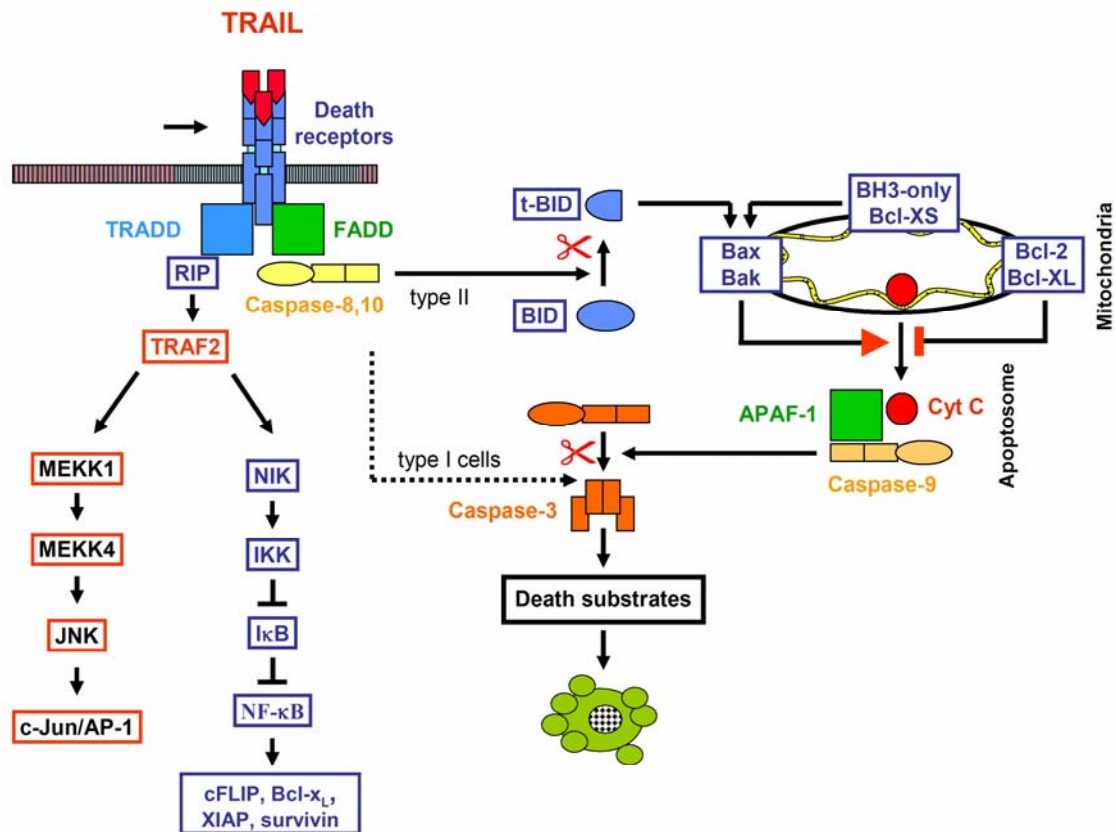 TRAIL
Death
receptors
TRADD
FADD
RIP
Caspase-8,10
type II
t-BID
BID
BH3-only
Bcl-XS
Bax
Bak
Bcl-2
Bcl-XL
Mitochondria
TRAF2
APAF-1
Cyt C
Apoptosome
Caspase-9
type I cells
Caspase-3
MEKK1
NIK
MEKK4
IKK
Death substrates
JNK
IκB
c-Jun/AP-1
NF-κB
cFLIP, Bcl-xL,
XIAP, survivin